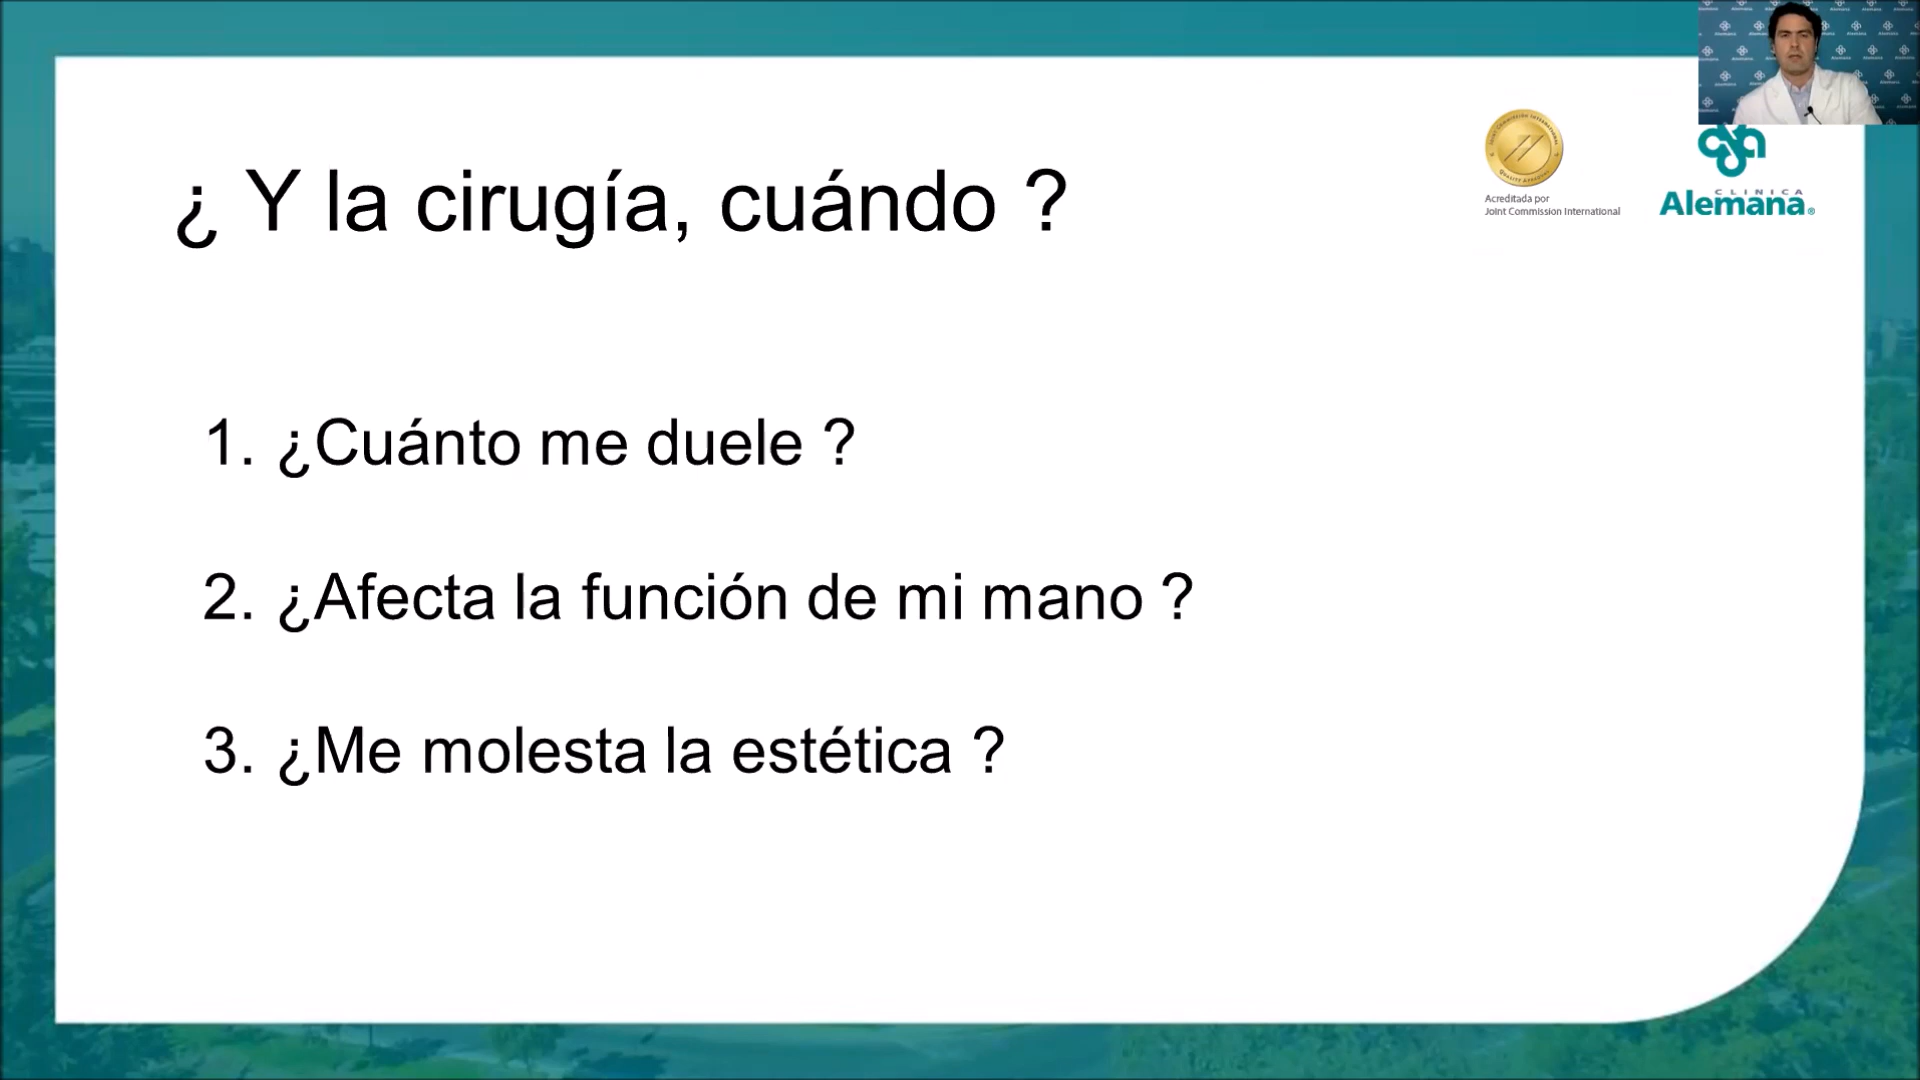 ¿ Y la cirugía, cuándo ?
Acreditada por
Joint Commission International
CLINICA
Alemana®
1. ¿Cuánto me duele ?
2. ¿Afecta la función de mi mano ?
3. ¿Me molesta la estética ?